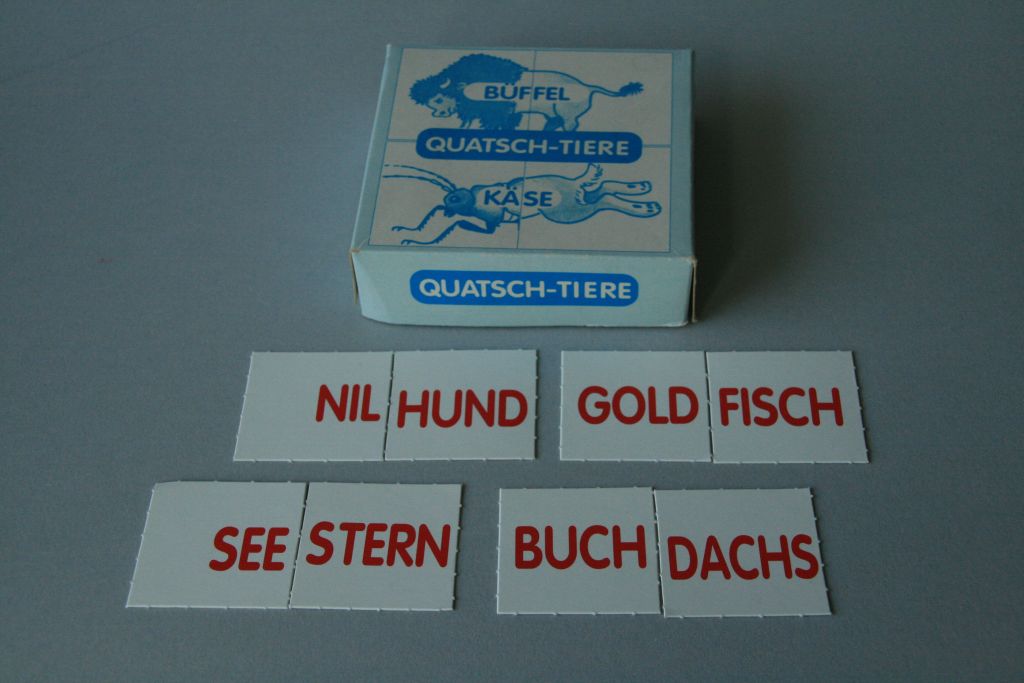 BÜFFEL
QUATSCH-TIERE
KÄSE
QUATSCH-TIERE
NIL HUND GOLD FISCH
SEE STERN BUCH DACHS